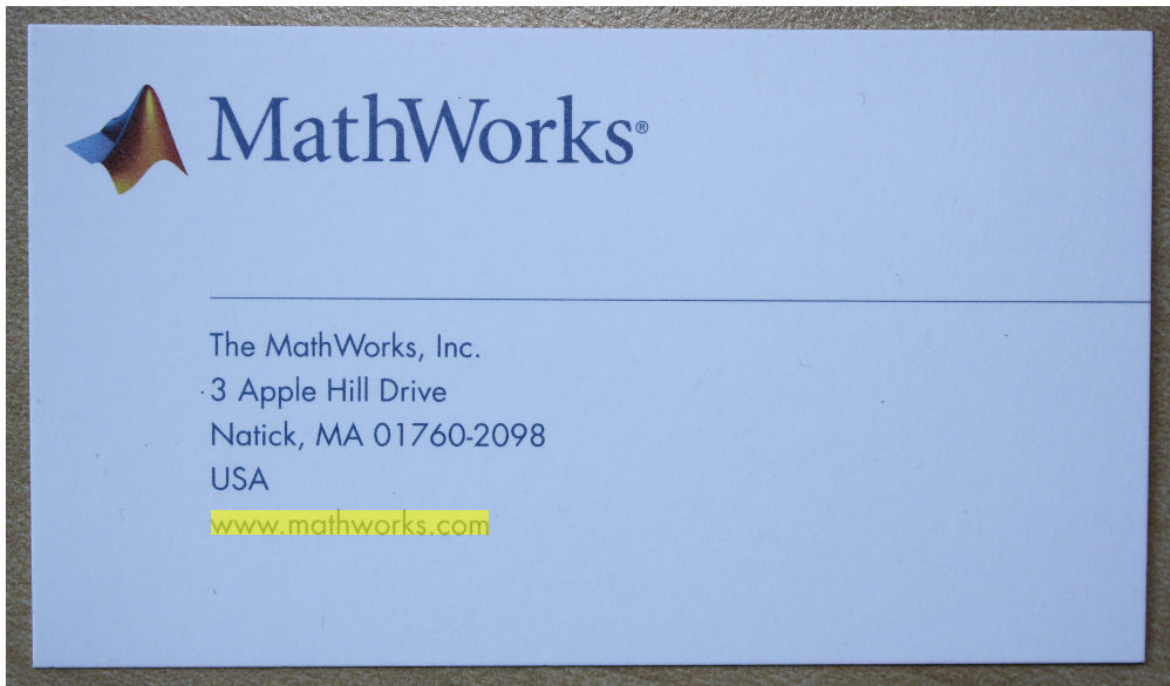 MathWorks®
The MathWorks, Inc.
3 Apple Hill Drive
Natick, MA 01760-2098
USA
www.mathworks.com